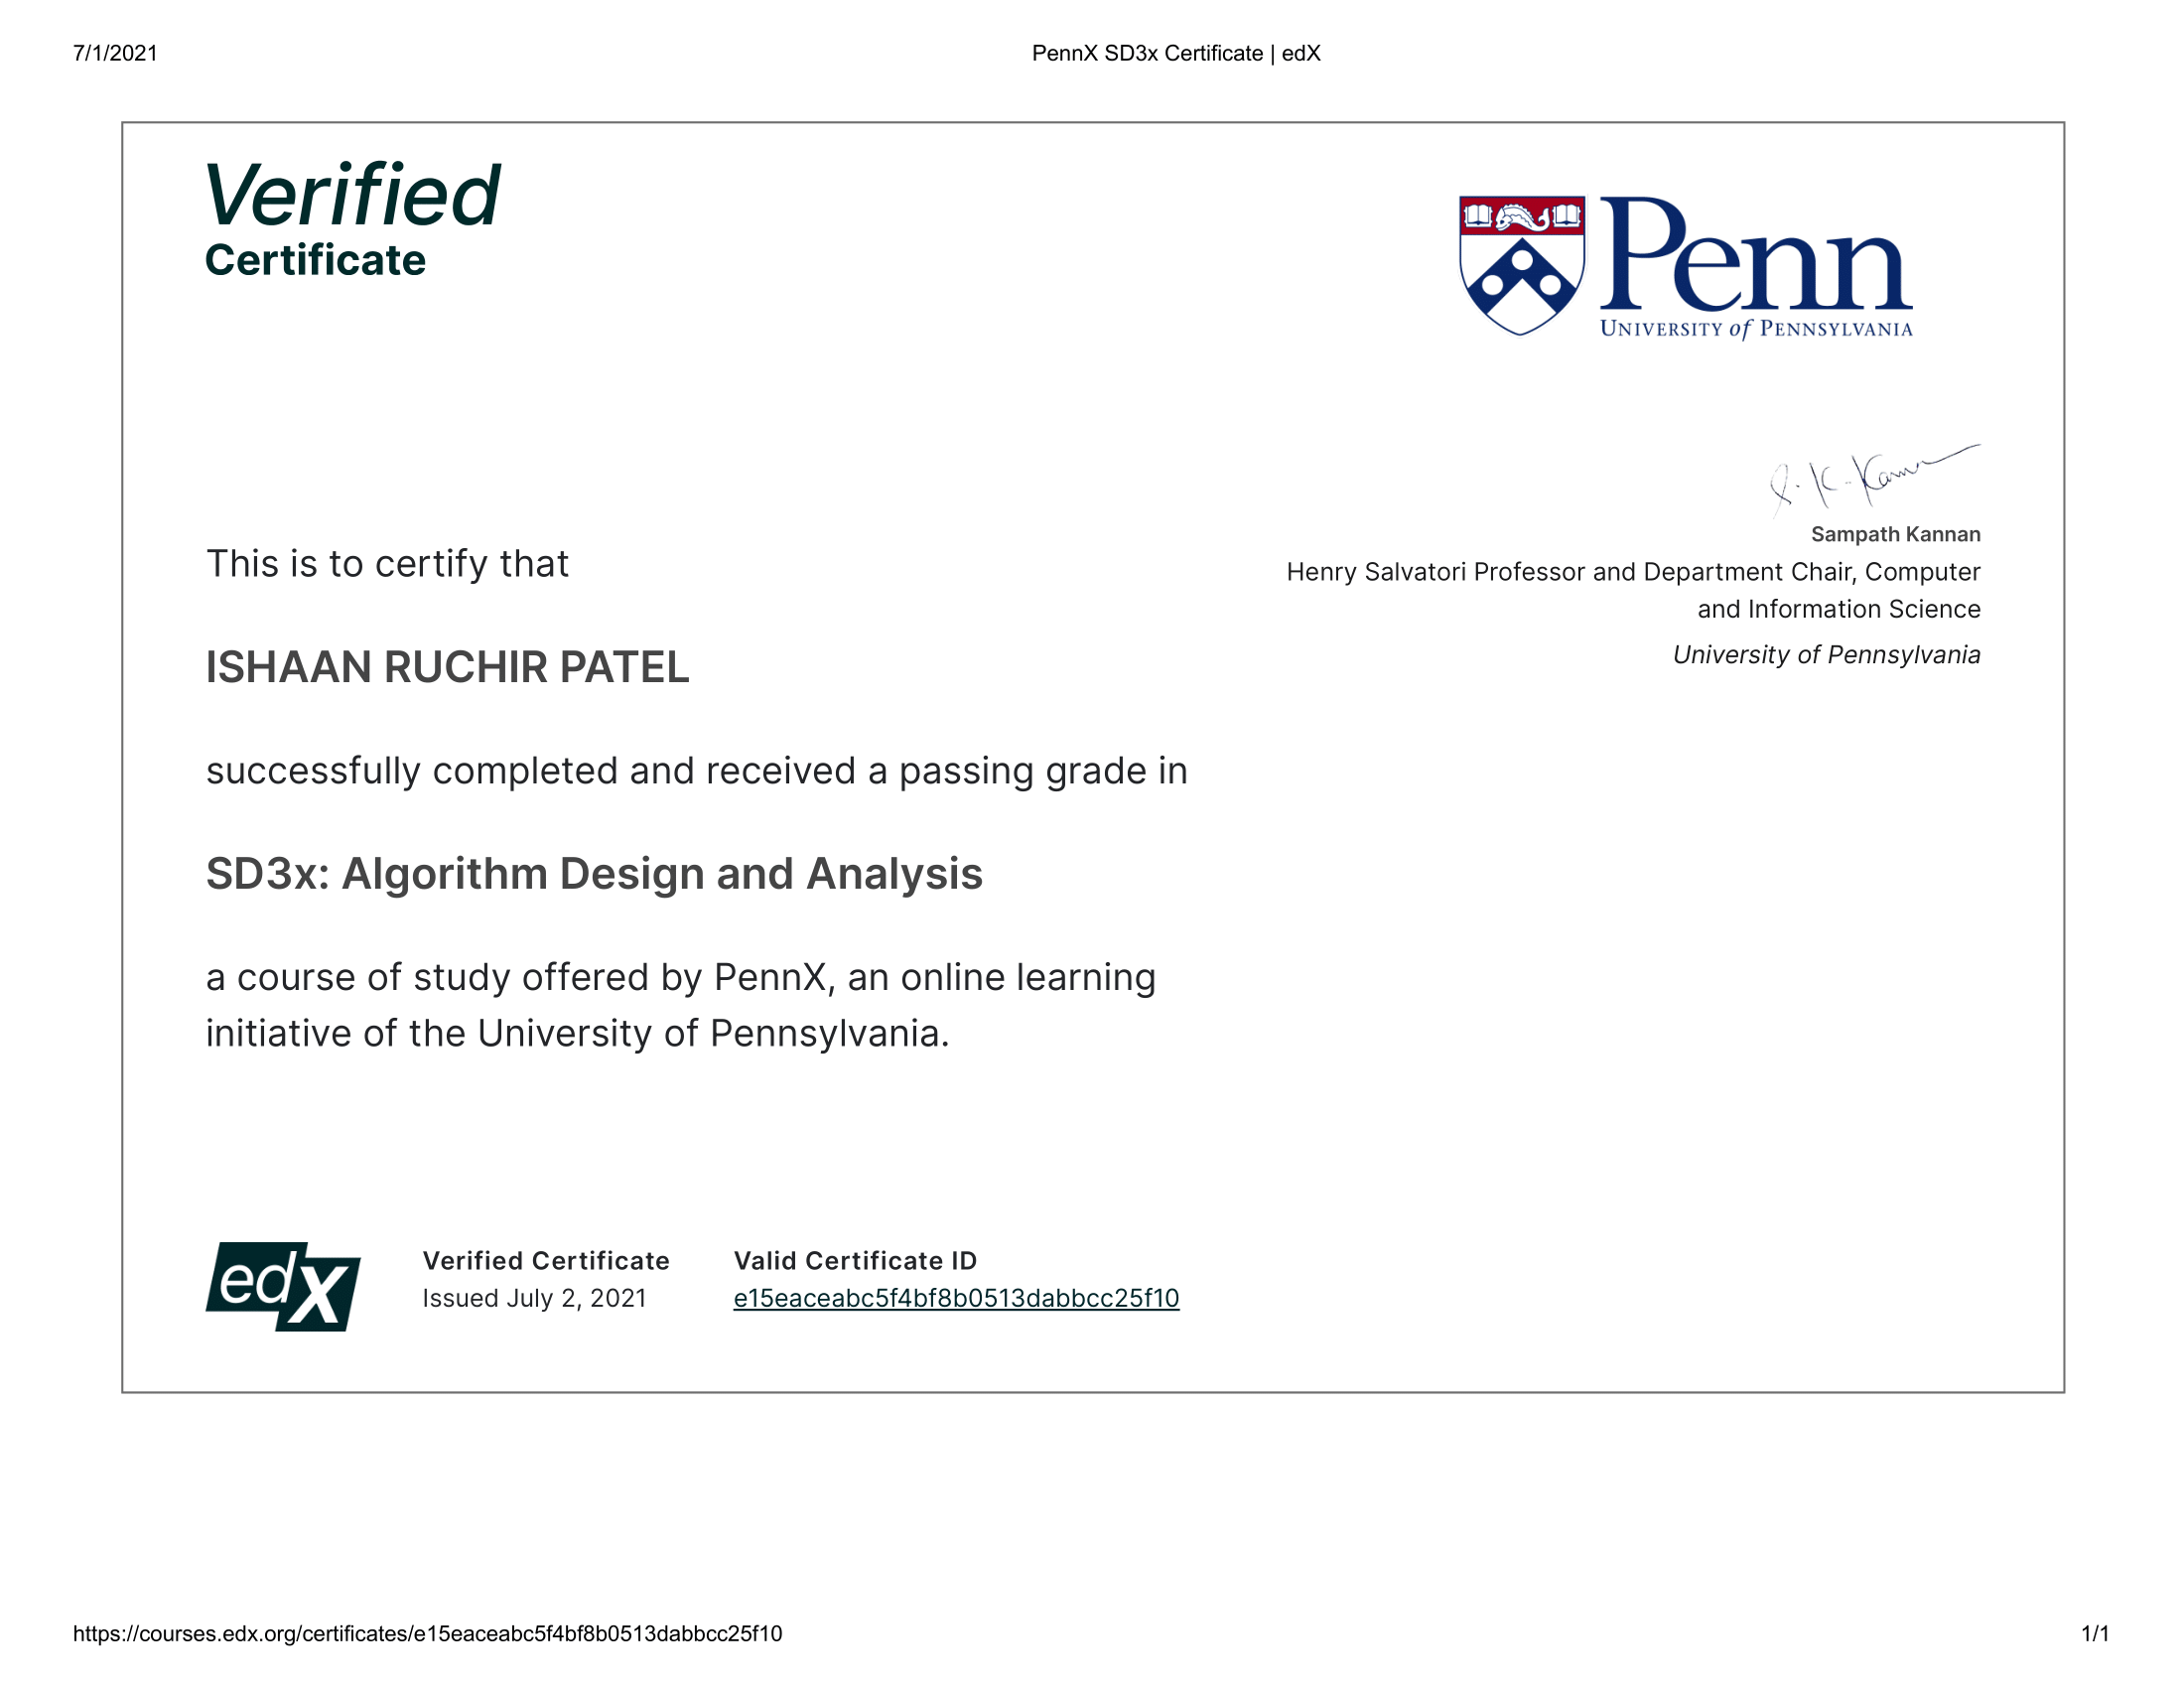 7/1/2021
PennX SD3x Certificate | edX
Verified
Certificate
Penn
UNIVERSITY of PENNSYLVANIA
S. K. Kannan
Sampath Kannan
Henry Salvatori Professor and Department Chair, Computer
and Information Science
University of Pennsylvania
This is to certify that
ISHAAN RUCHIR PATEL
successfully completed and received a passing grade in
SD3x: Algorithm Design and Analysis
a course of study offered by PennX, an online learning
initiative of the University of Pennsylvania.
edX
Verified Certificate
Issued July 2, 2021
Valid Certificate ID
e15eaceabc5f4bf8b0513dabbcc25f10
https://courses.edx.org/certificates/e15eaceabc5f4bf8b0513dabbcc25f10
1/1